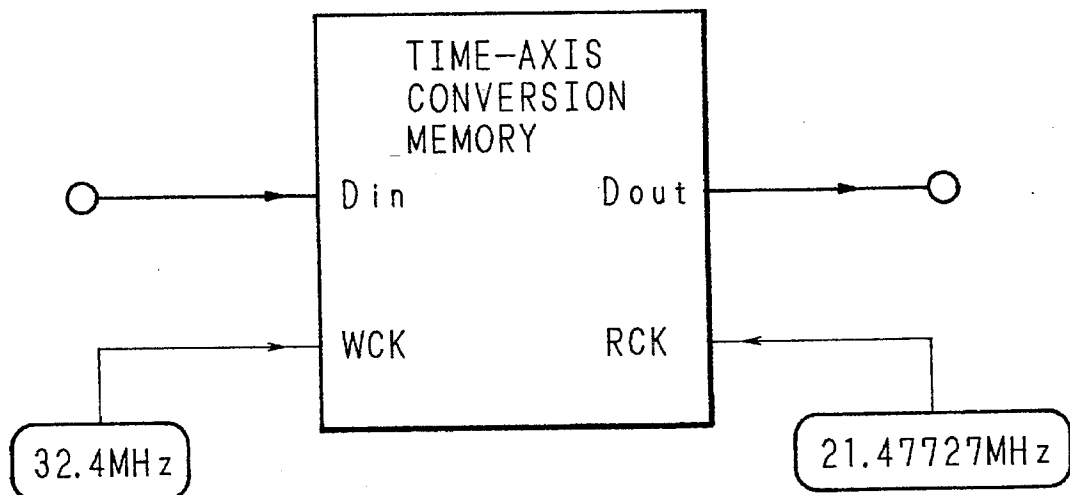 TIME-AXIS
CONVERSION
MEMORY
Din
Dout
WCK
RCK
32.4MHz
21.47727MHz